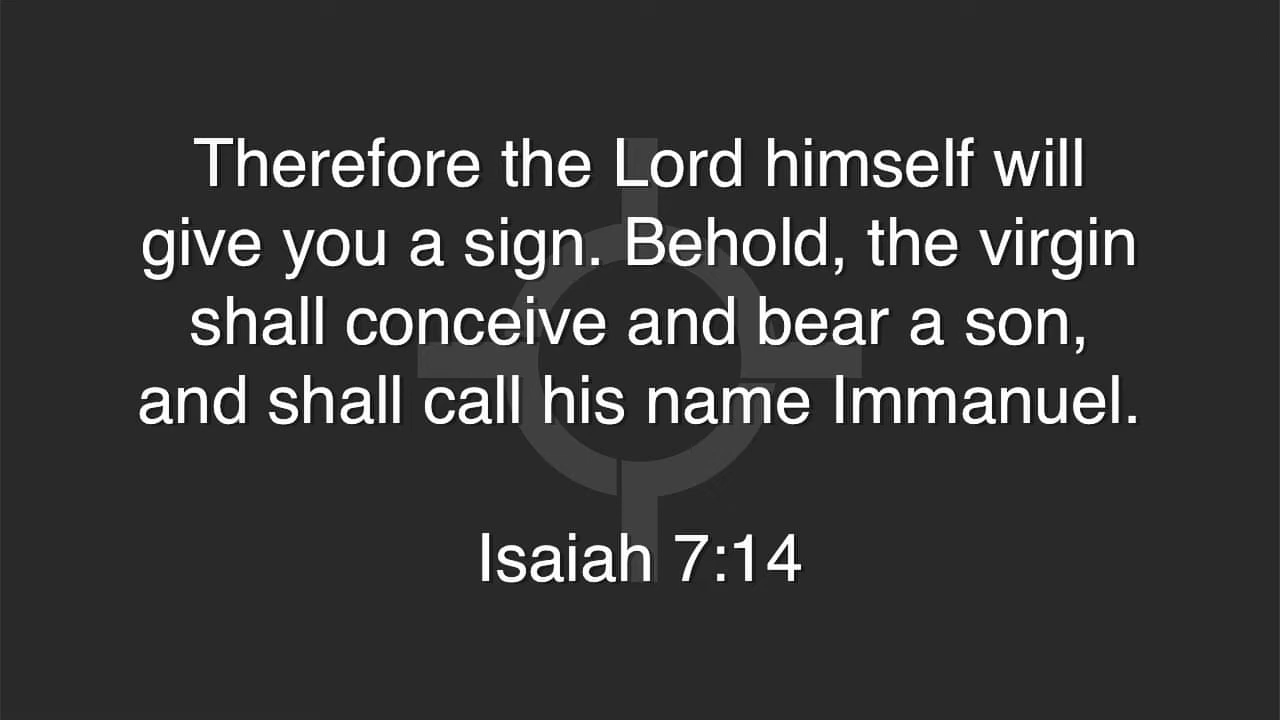 Therefore the Lord himself will
give you a sign. Behold, the virgin
shall conceive and bear a son,
and shall call his name Immanuel.
Isaiah 7:14